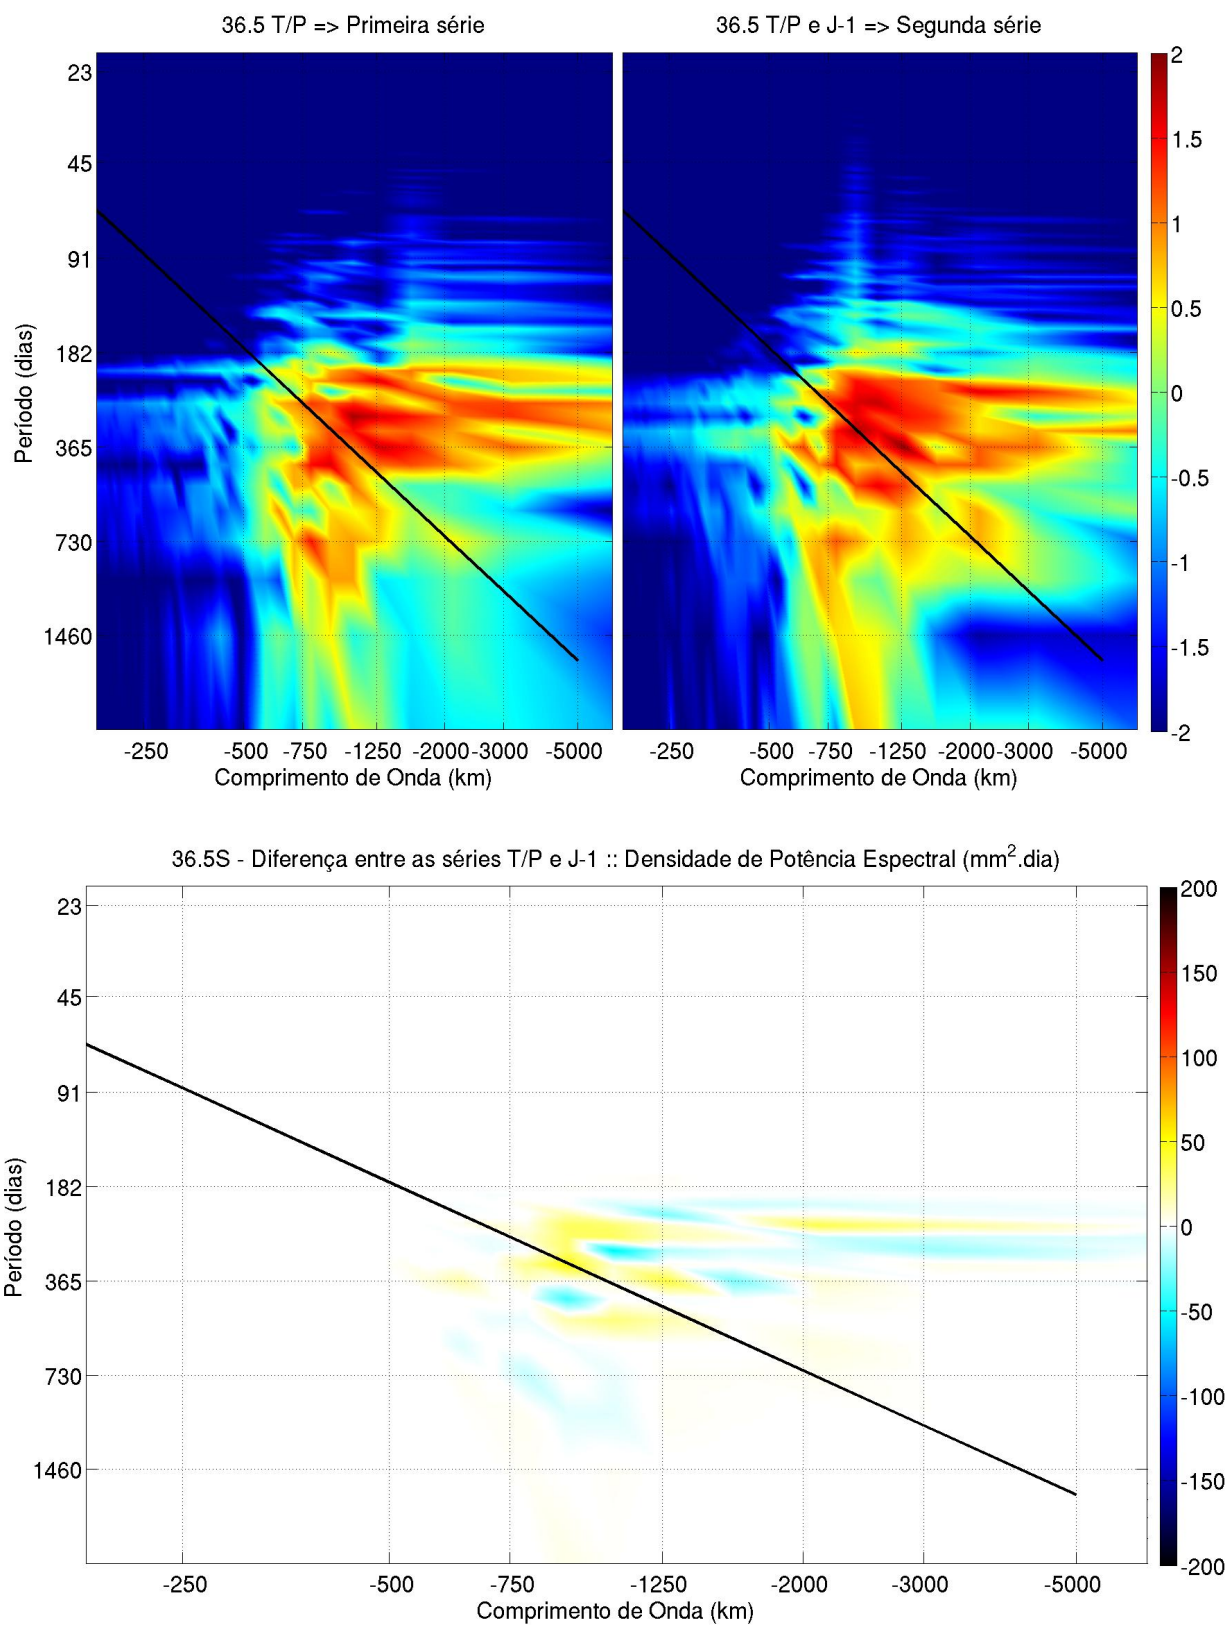 36.5 T/P => Primeira série
36.5 T/P e J-1 => Segunda série
23
45
91
182
365
730
1460
Período (dias)
-250 -500 -750 -1250 -2000 -3000 -5000
Comprimento de Onda (km)
-250 -500 -750 -1250 -2000 -3000 -5000
Comprimento de Onda (km)
2
1.5
1
0.5
0
-0.5
-1
-1.5
-2
36.5S - Diferença entre as séries T/P e J-1 :: Densidade de Potência Espectral (mm².dia)
23
45
91
182
365
730
1460
Período (dias)
-250 -500 -750 -1250 -2000 -3000 -5000
Comprimento de Onda (km)
200
150
100
50
0
-50
-100
-150
-200